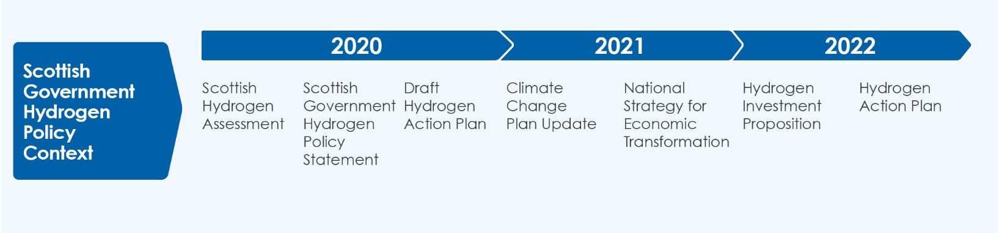 Scottish
Government
Hydrogen
Policy
Context
2020
2021
2022
Scottish
Hydrogen
Assessment
Scottish
Government
Hydrogen
Policy
Statement
Draft
Hydrogen
Action Plan
Climate
Change
Plan Update
National
Strategy for
Economic
Transformation
Hydrogen
Investment
Proposition
Hydrogen
Action Plan